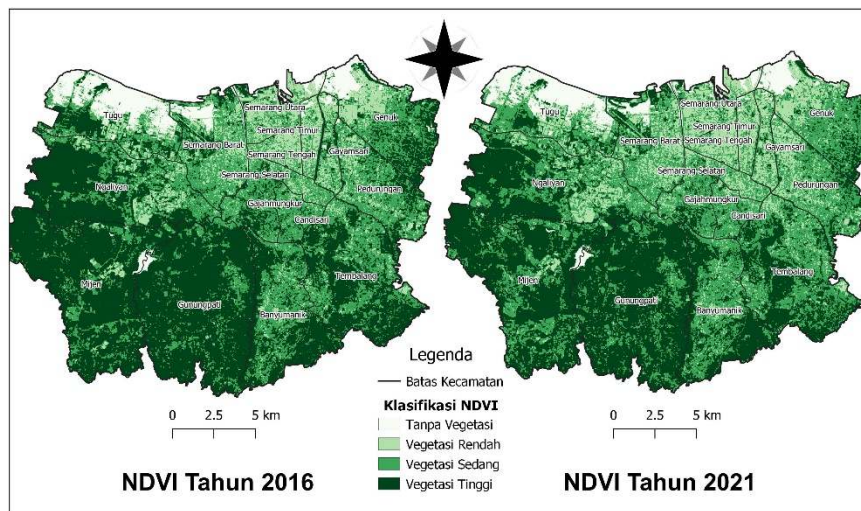 Semarang Utara
Tugu
Genuk
Semarang Timur
Semarang Barat
Gayamsari
Semarang Tengah
Semarang Selatan
Ngaliyan
Pedurungan
Gajahmungkur
Candisari
Tembalang
Mijen
Gunungpati
Banyumanik
Semarang Utara
Tugu
Genuk
Semarang Timur
Semarang Barat
Semarang Tengah
Gayamsari
Semarang Selatan
Ngaliyan
Pedurungan
Gajahmungkur
Candisari
Tembalang
Mijen
Gunungpati
Banyumanik
Legenda
Batas Kecamatan
Klasifikasi NDVI
Tanpa Vegetasi
Vegetasi Rendah
Vegetasi Sedang
Vegetasi Tinggi
0 2.5 5 km
NDVI Tahun 2016
0 2.5 5 km
NDVI Tahun 2021